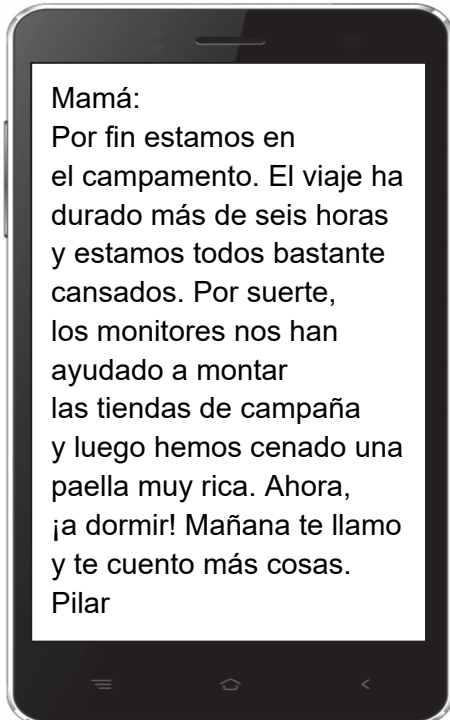 Mamá:
Por fin estamos en
el campamento. El viaje ha
durado más de seis horas
y estamos todos bastante
cansados. Por suerte,
los monitores nos han
ayudado a montar
las tiendas de campaña
y luego hemos cenado una
paella muy rica. Ahora,
¡a dormir! Mañana te llamo
y te cuento más cosas.
Pilar